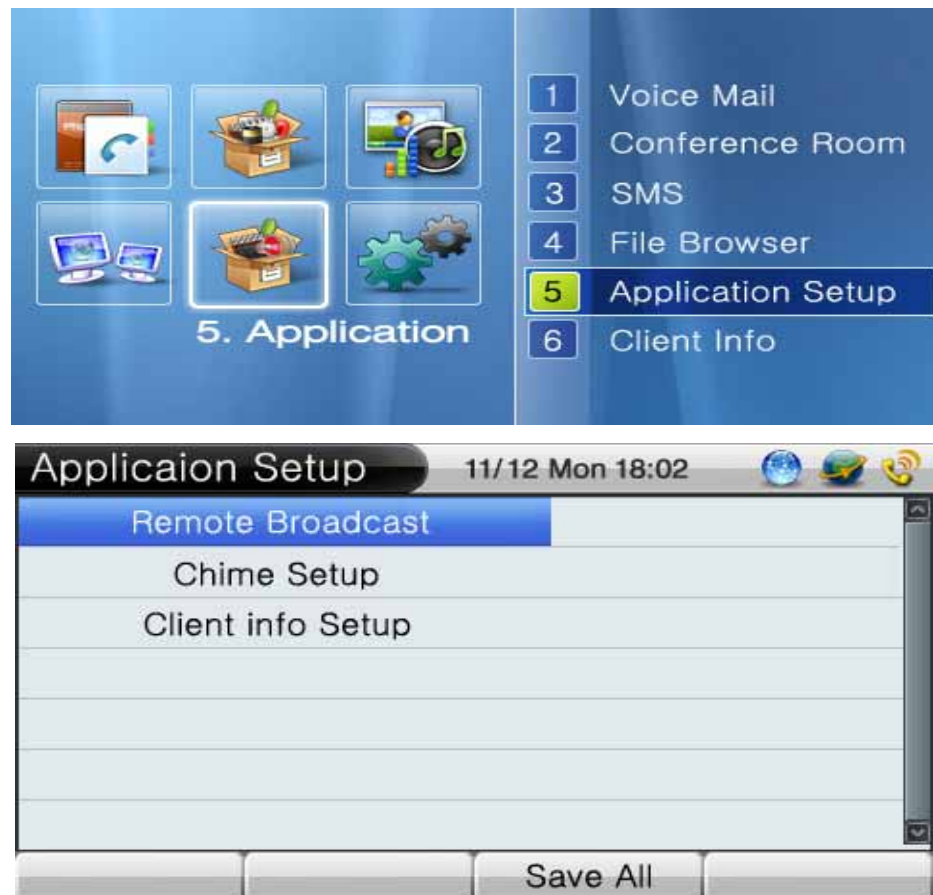 1 Voice Mail
2 Conference Room
3 SMS
4 File Browser
5 Application Setup
6 Client Info
5. Application
Applicaion Setup 11/12 Mon 18:02
Remote Broadcast
Chime Setup
Client info Setup
Save All